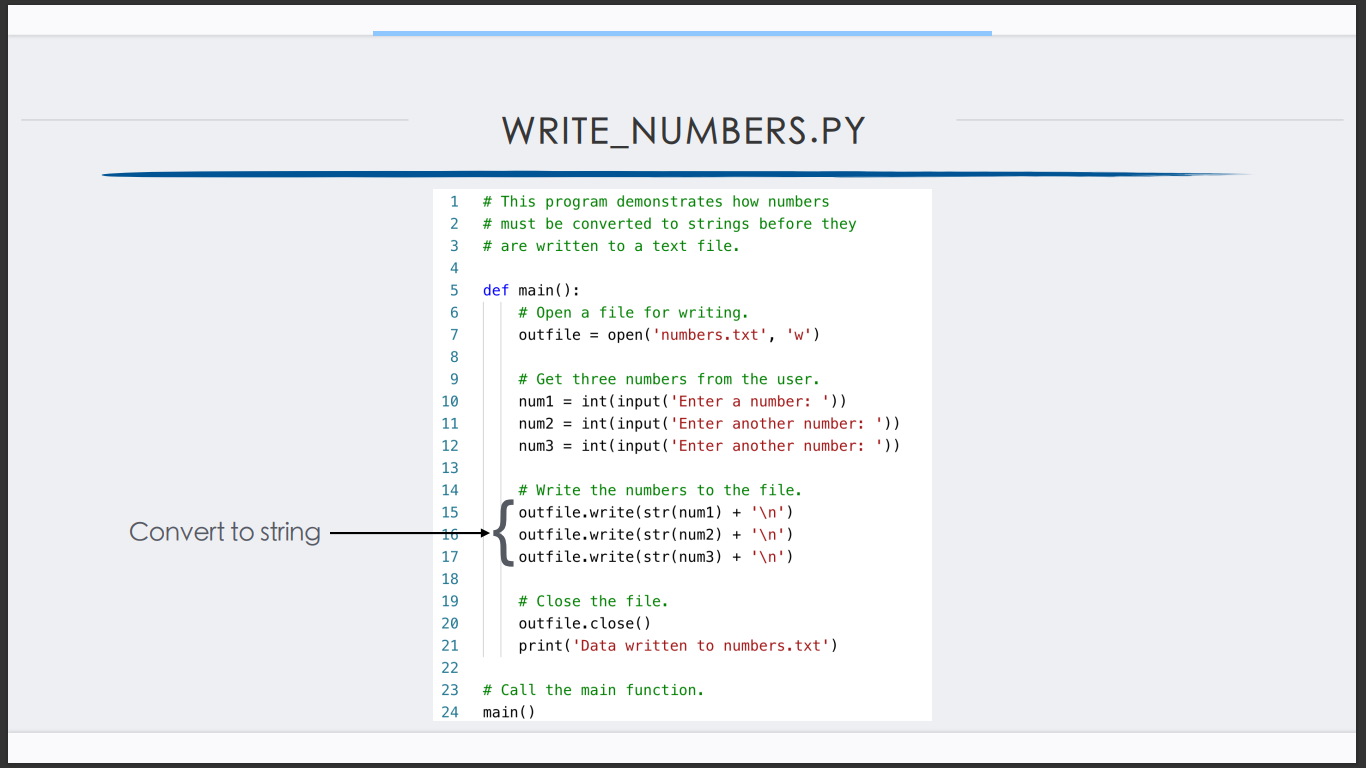 WRITE_NUMBERS.PY
1 # This program demonstrates how numbers
2 # must be converted to strings before they
3 # are written to a text file.
4
5 def main():
6     # Open a file for writing.
7     outfile = open('numbers.txt', 'w')
8
9     # Get three numbers from the user.
10     num1 = int(input('Enter a number: '))
11     num2 = int(input('Enter another number: '))
12     num3 = int(input('Enter another number: '))
13
14     # Write the numbers to the file.
15     outfile.write(str(num1) + '\n')
Convert to string
16     outfile.write(str(num2) + '\n')
17     outfile.write(str(num3) + '\n')
18
19     # Close the file.
20     outfile.close()
21     print('Data written to numbers.txt')
22
23 # Call the main function.
24 main()